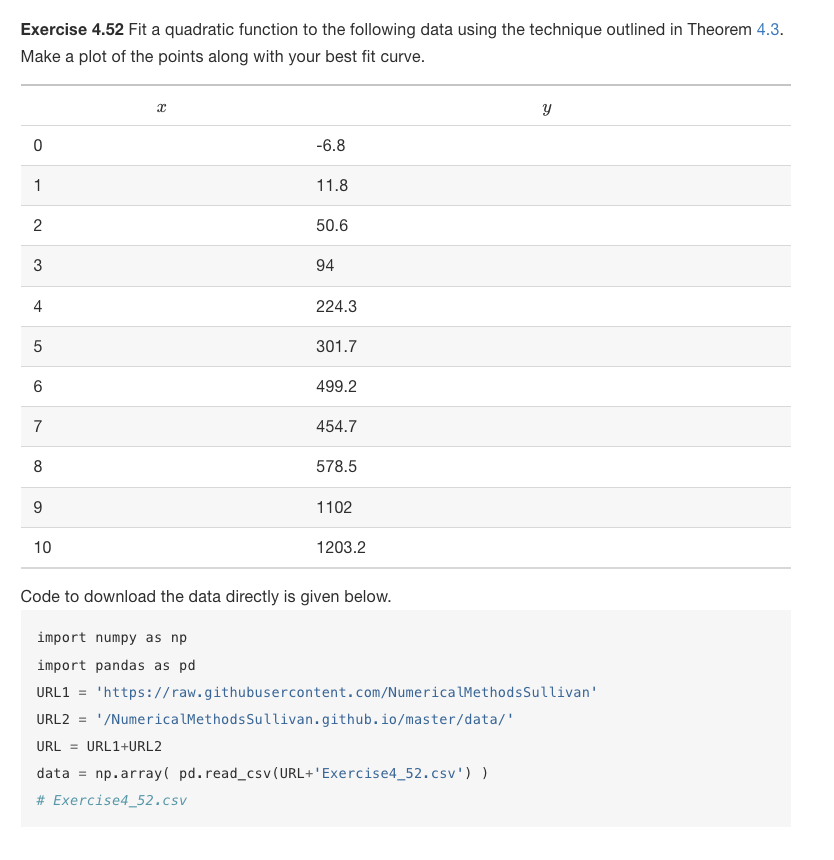 Exercise 4.52 Fit a quadratic function to the following data using the technique outlined in Theorem 4.3.
Make a plot of the points along with your best fit curve.
x y
0 -6.8
1 11.8
2 50.6
3 94
4 224.3
5 301.7
6 499.2
7 454.7
8 578.5
9 1102
10 1203.2
Code to download the data directly is given below.
import numpy as np
import pandas as pd
URL1 = 'https://raw.githubusercontent.com/NumericalMethodsSullivan'
URL2 = '/NumericalMethodsSullivan.github.io/master/data/'
URL = URL1+URL2
data = np.array( pd.read_csv(URL+'Exercise4_52.csv') )
# Exercise4_52.csv